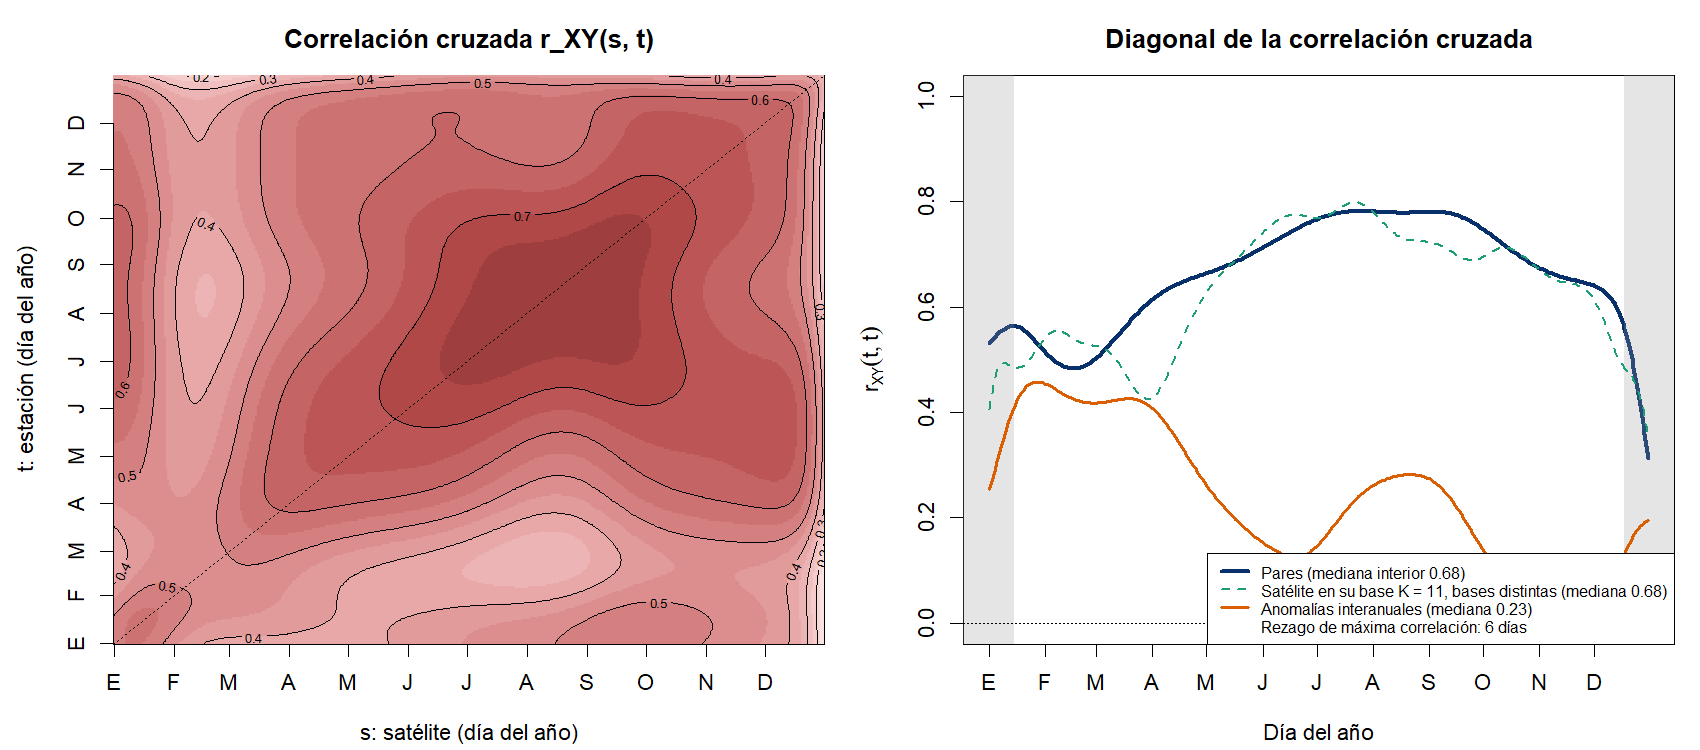 Correlación cruzada r_XY(s, t)
t: estación (día del año)
D
N
O
S
A
J
J
M
A
M
F
E
0.2
0.3
0.4
0.5
0.4
0.6
0.7
0.4
0.6
0.5
0.4
0.5
0.4
0.5
0.4
0.3
E F M A M J J A S O N D
s: satélite (día del año)
Diagonal de la correlación cruzada
r_XY(t, t)
1.0
0.8
0.6
0.4
0.2
0.0
Pares (mediana interior 0.68)
Satélite en su base K = 11, bases distintas (mediana 0.68)
Anomalías interanuales (mediana 0.23)
Rezago de máxima correlación: 6 días
E F M A M J J A S O N D
Día del año